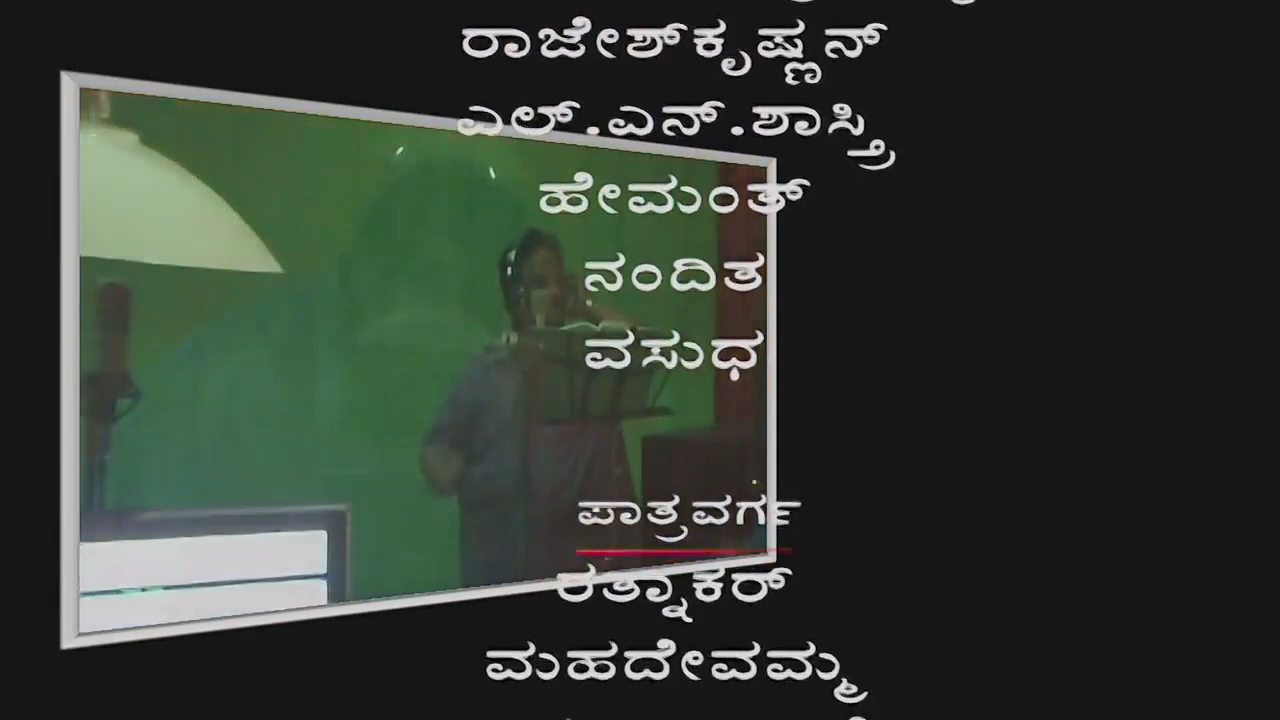 ರಾಜೇಶ್ಕೃಷ್ಣನ್
ಎಲ್.ಎನ್.ಶಾಸ್ತ್ರಿ
ಹೇಮಂತ್
ನಂದಿತ
ವಸುಧ
ಪಾತ್ರವರ್ಗ
ರತ್ನಾಕರ್
ಮಹದೇವಮ್ಮ